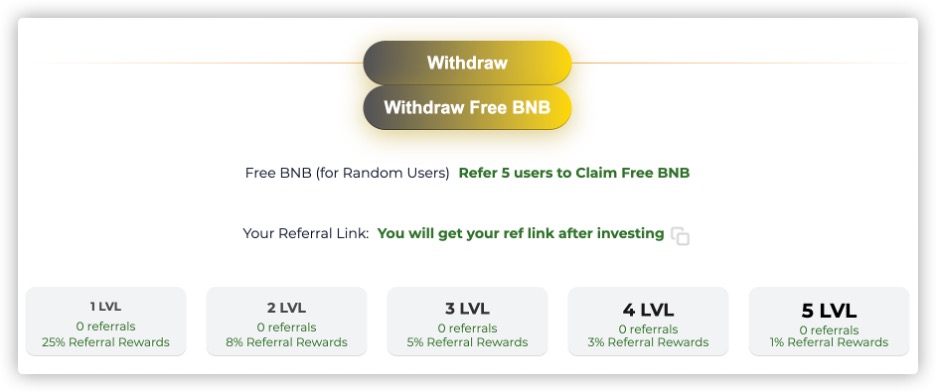 Withdraw
Withdraw Free BNB
Free BNB (for Random Users) Refer 5 users to Claim Free BNB
Your Referral Link: You will get your ref link after investing
1 LVL 2 LVL 3 LVL 4 LVL 5 LVL
0 referrals 0 referrals 0 referrals 0 referrals 0 referrals
25% Referral Rewards 8% Referral Rewards 5% Referral Rewards 3% Referral Rewards 1% Referral Rewards